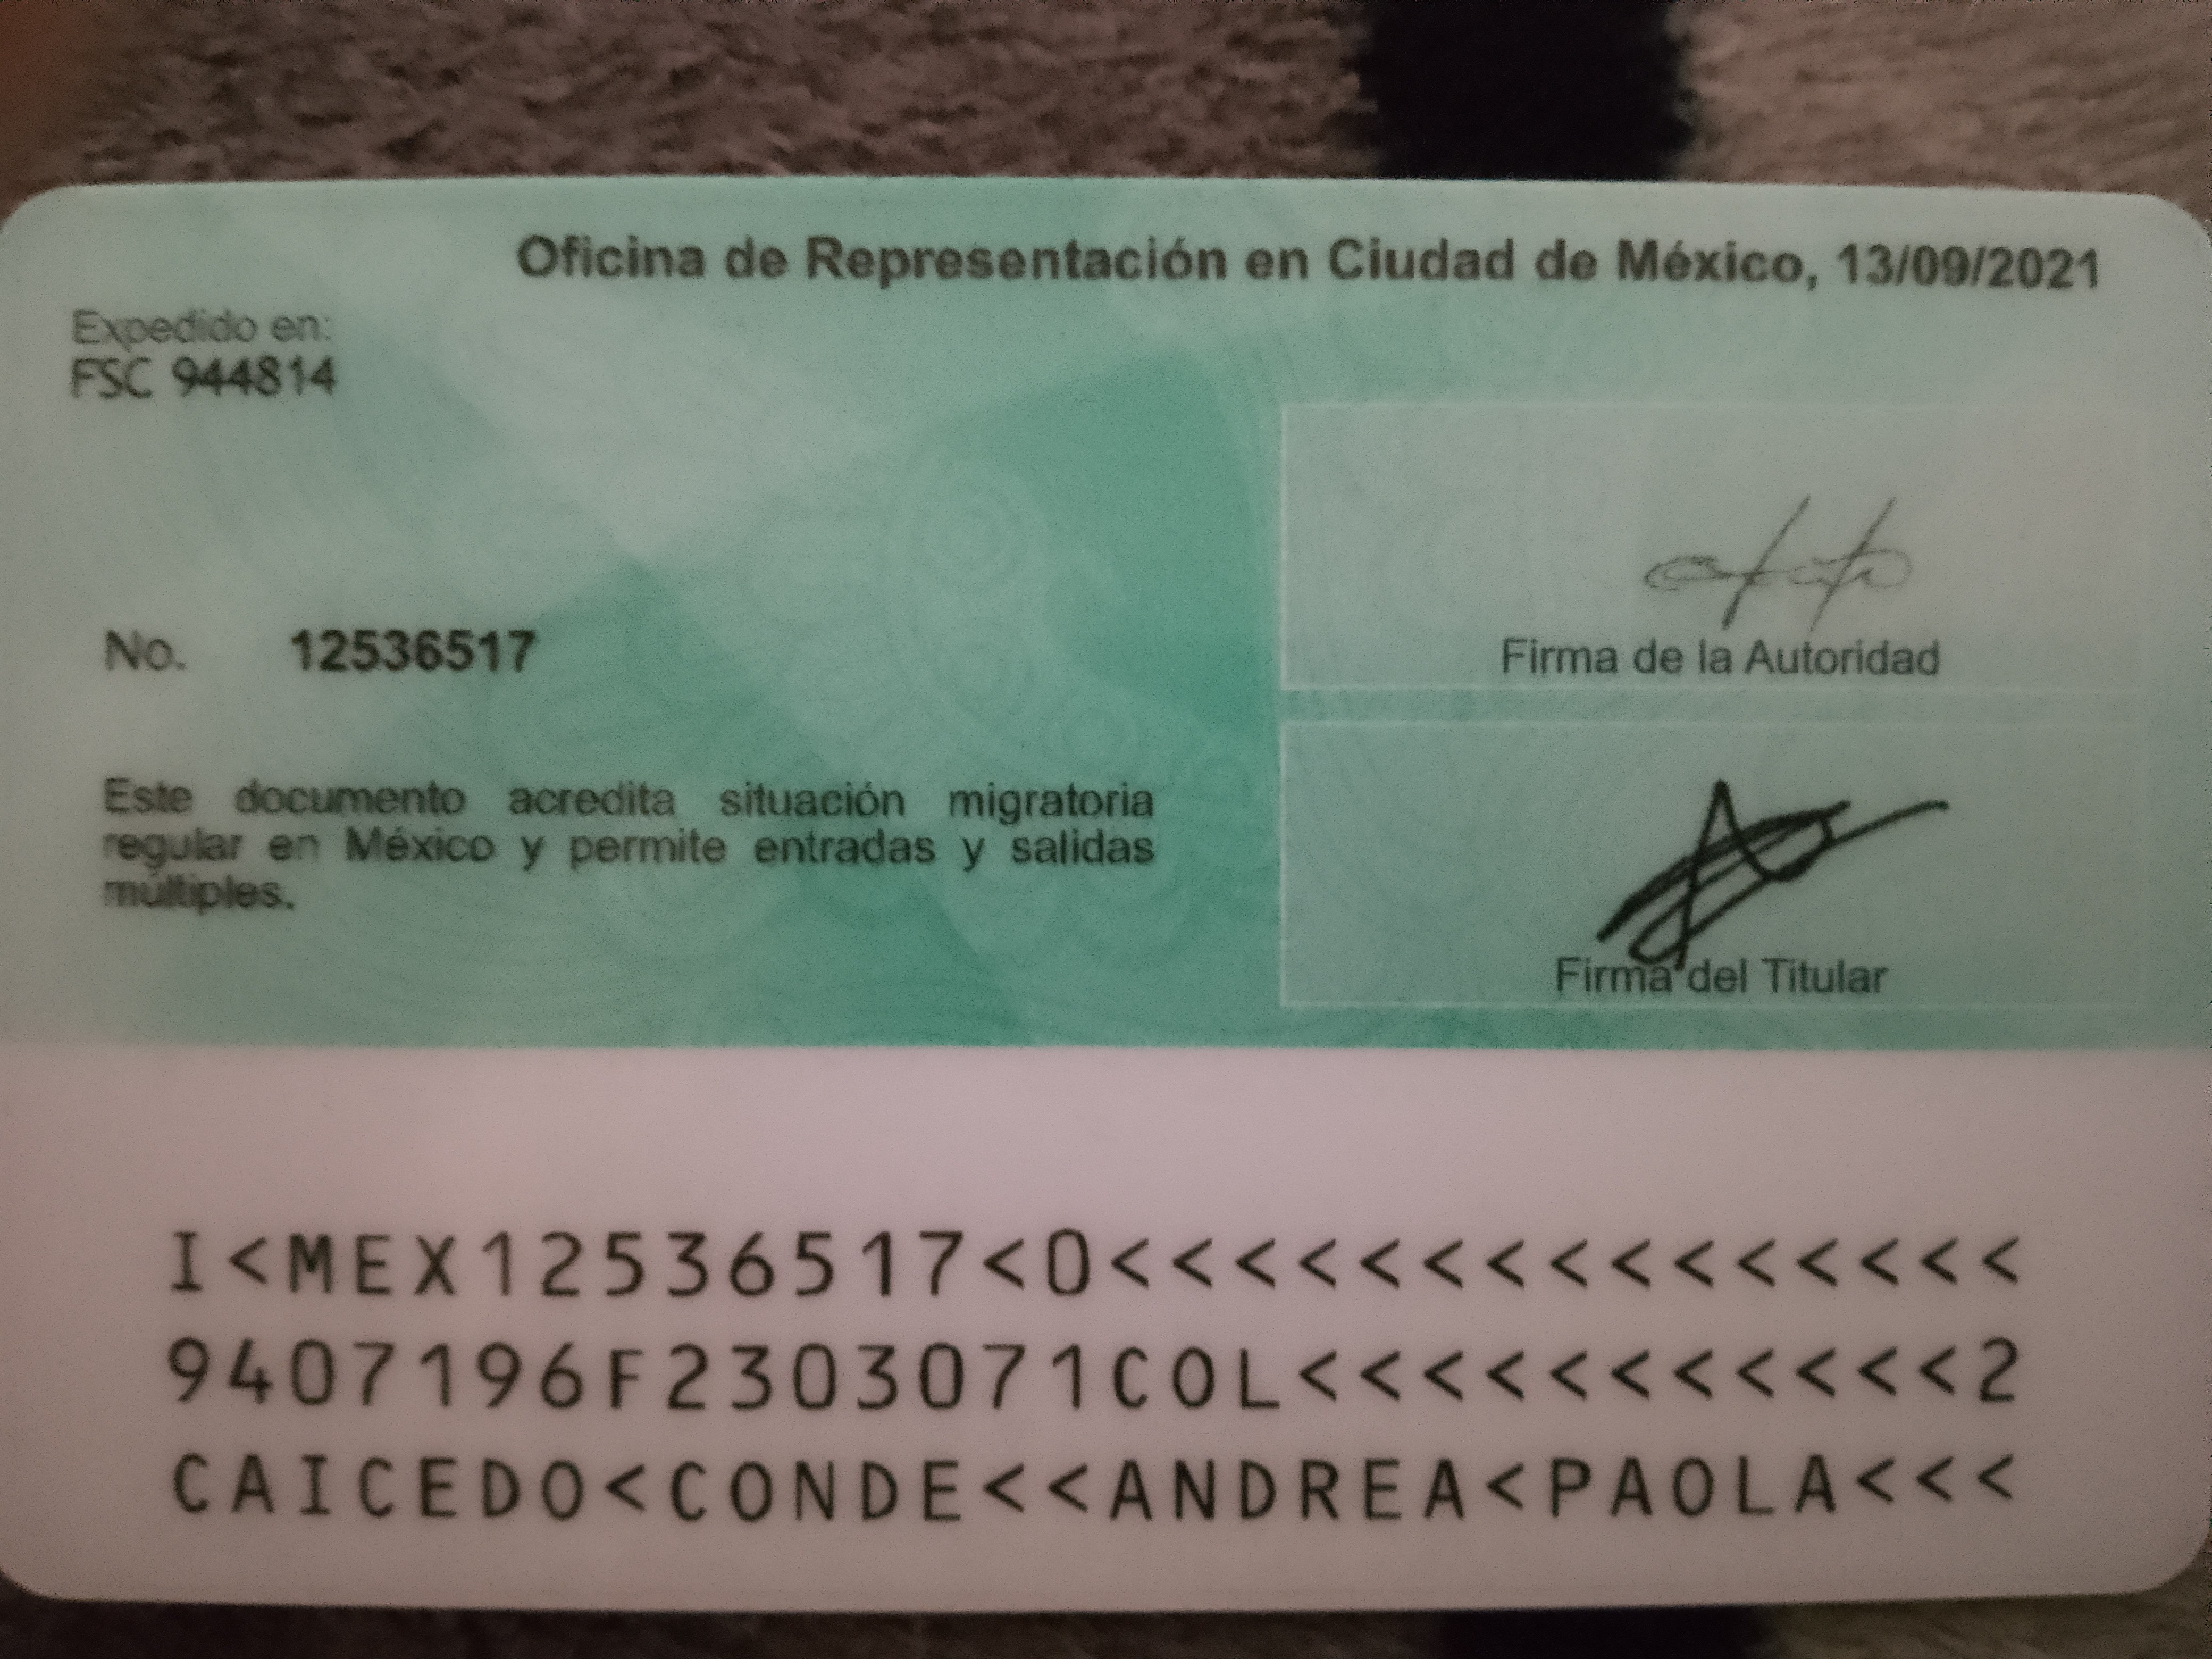 Oficina de Representación en Ciudad de México, 13/09/2021
Expedido en:
FSC 944814
No. 12536517
Firma de la Autoridad
Este documento acredita situación migratoria
regular en México y permite entradas y salidas
múltiples.
Firma del Titular
I<MEX12536517<0<<<<<<<<<<<<<<<
9407196F2303071COL<<<<<<<<<<<2
CAICEDO<CONDE<<ANDREA<PAOLA<<<